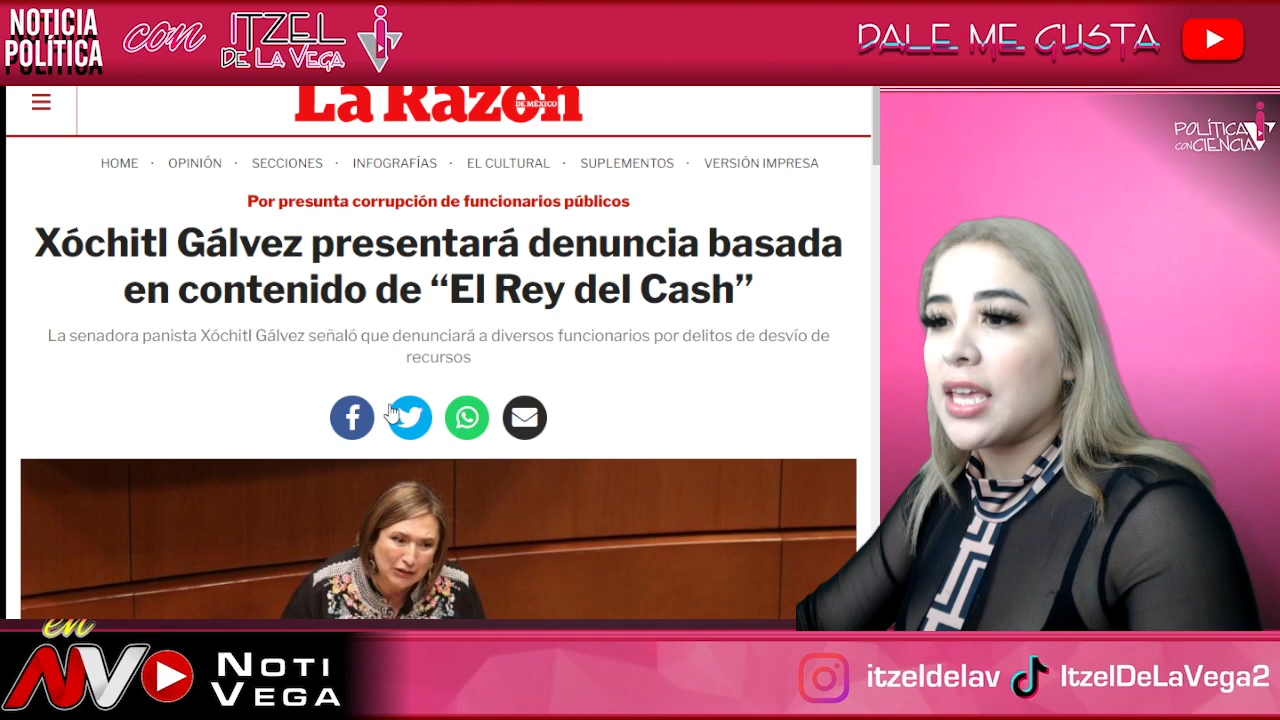 NOTICIA
POLÍTICA
con
ITZEL
DE LA VEGA
DALE ME GUSTA
La Razón
DE MÉXICO
HOME · OPINIÓN · SECCIONES · INFOGRAFÍAS · EL CULTURAL · SUPLEMENTOS · VERSIÓN IMPRESA
Por presunta corrupción de funcionarios públicos
Xóchitl Gálvez presentará denuncia basada
en contenido de “El Rey del Cash”
La senadora panista Xóchitl Gálvez señaló que denunciará a diversos funcionarios por delitos de desvío de
recursos
POLÍTICA
CON CIENCIA
en
NV
NOTI
VEGA
itzeldelav
ItzelDeLaVega2